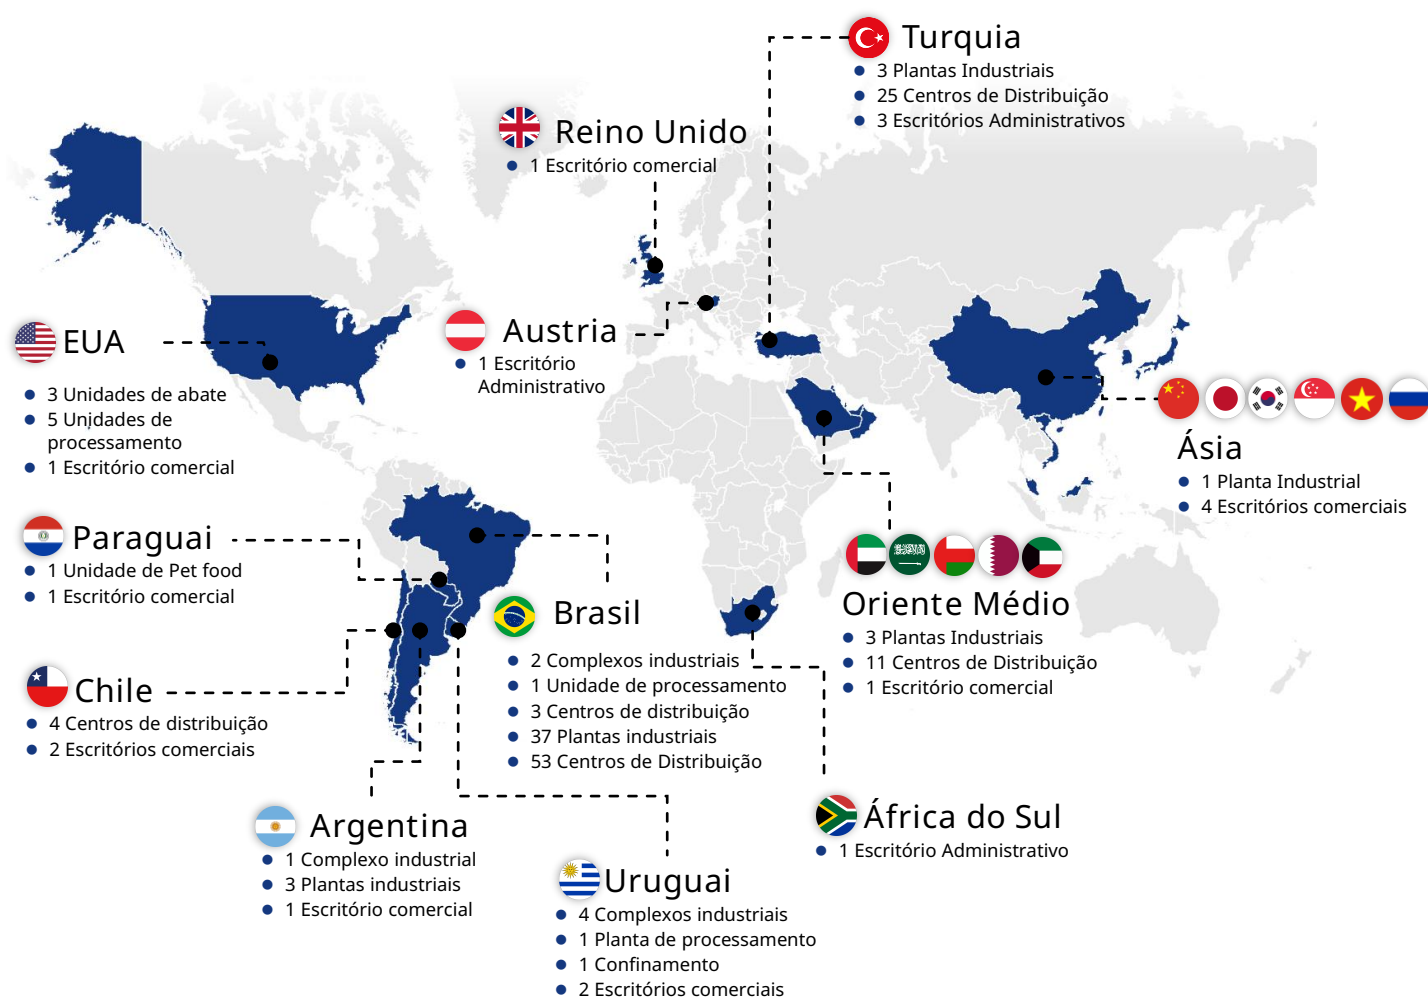 Turquia
3 Plantas Industriais
25 Centros de Distribuição
3 Escritórios Administrativos
Reino Unido
1 Escritório comercial
EUA
3 Unidades de abate
5 Unidades de
processamento
1 Escritório comercial
Austria
1 Escritório
Administrativo
Ásia
1 Planta Industrial
4 Escritórios comerciais
Paraguai
1 Unidade de Pet food
1 Escritório comercial
Brasil
2 Complexos industriais
1 Unidade de processamento
3 Centros de distribuição
37 Plantas industriais
53 Centros de Distribuição
Oriente Médio
3 Plantas Industriais
11 Centros de Distribuição
1 Escritório comercial
Chile
4 Centros de distribuição
2 Escritórios comerciais
Argentina
1 Complexo industrial
3 Plantas industriais
1 Escritório comercial
África do Sul
1 Escritório Administrativo
Uruguai
4 Complexos industriais
1 Planta de processamento
1 Confinamento
2 Escritórios comerciais